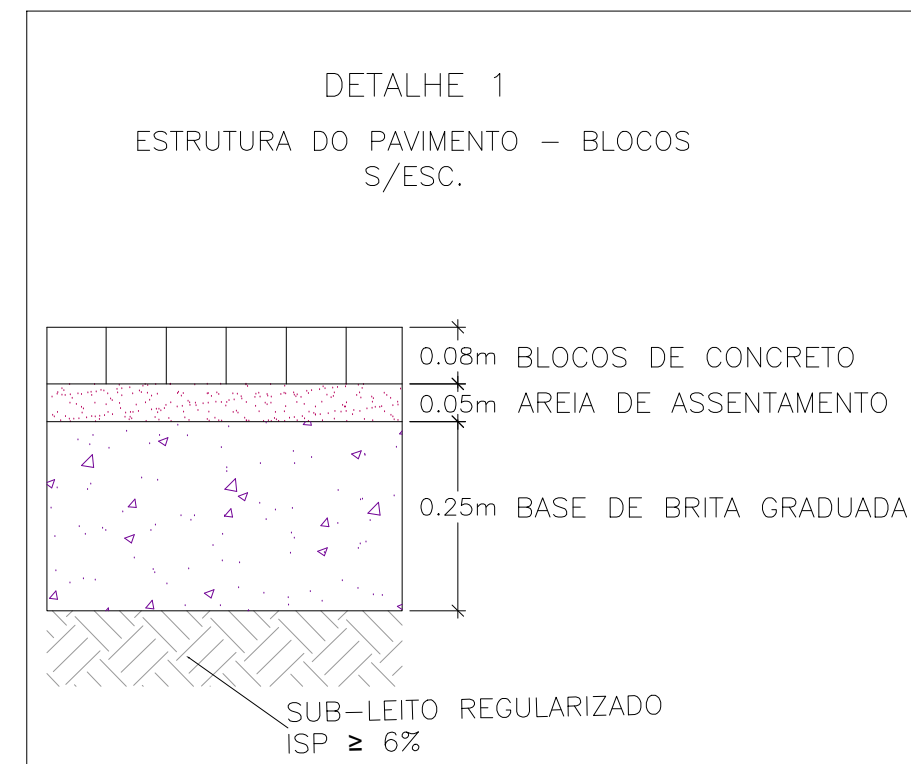 DETALHE 1
ESTRUTURA DO PAVIMENTO – BLOCOS
S/ESC.
0.08m BLOCOS DE CONCRETO
0.05m AREIA DE ASSENTAMENTO
0.25m BASE DE BRITA GRADUADA
SUB-LEITO REGULARIZADO
ISP ≥ 6%